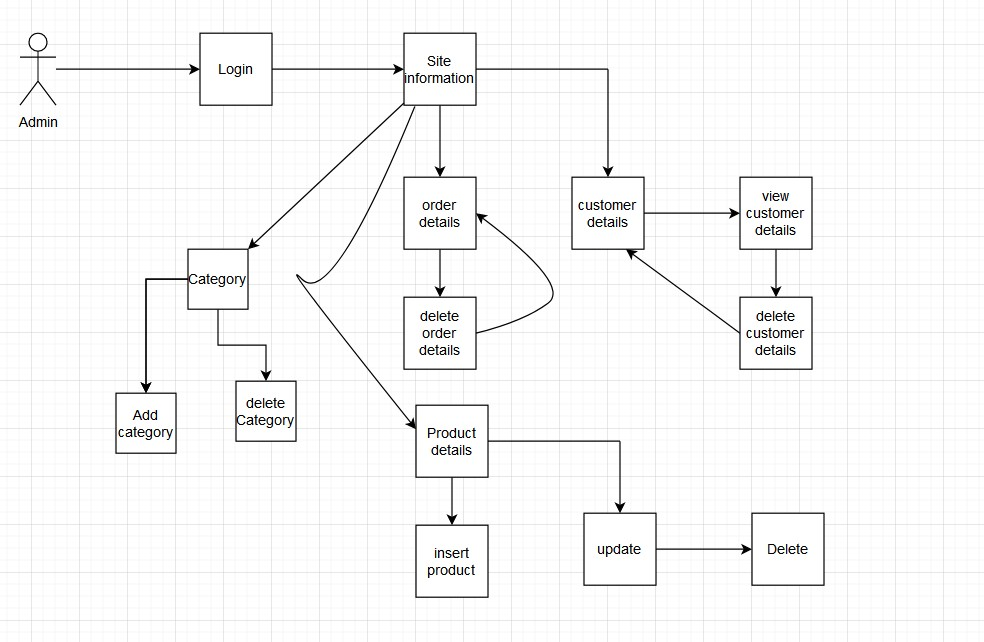 Admin
Login
Site
information
order
details
customer
details
view
customer
details
Category
delete
order
details
delete
customer
details
Add
category
delete
Category
Product
details
insert
product
update
Delete